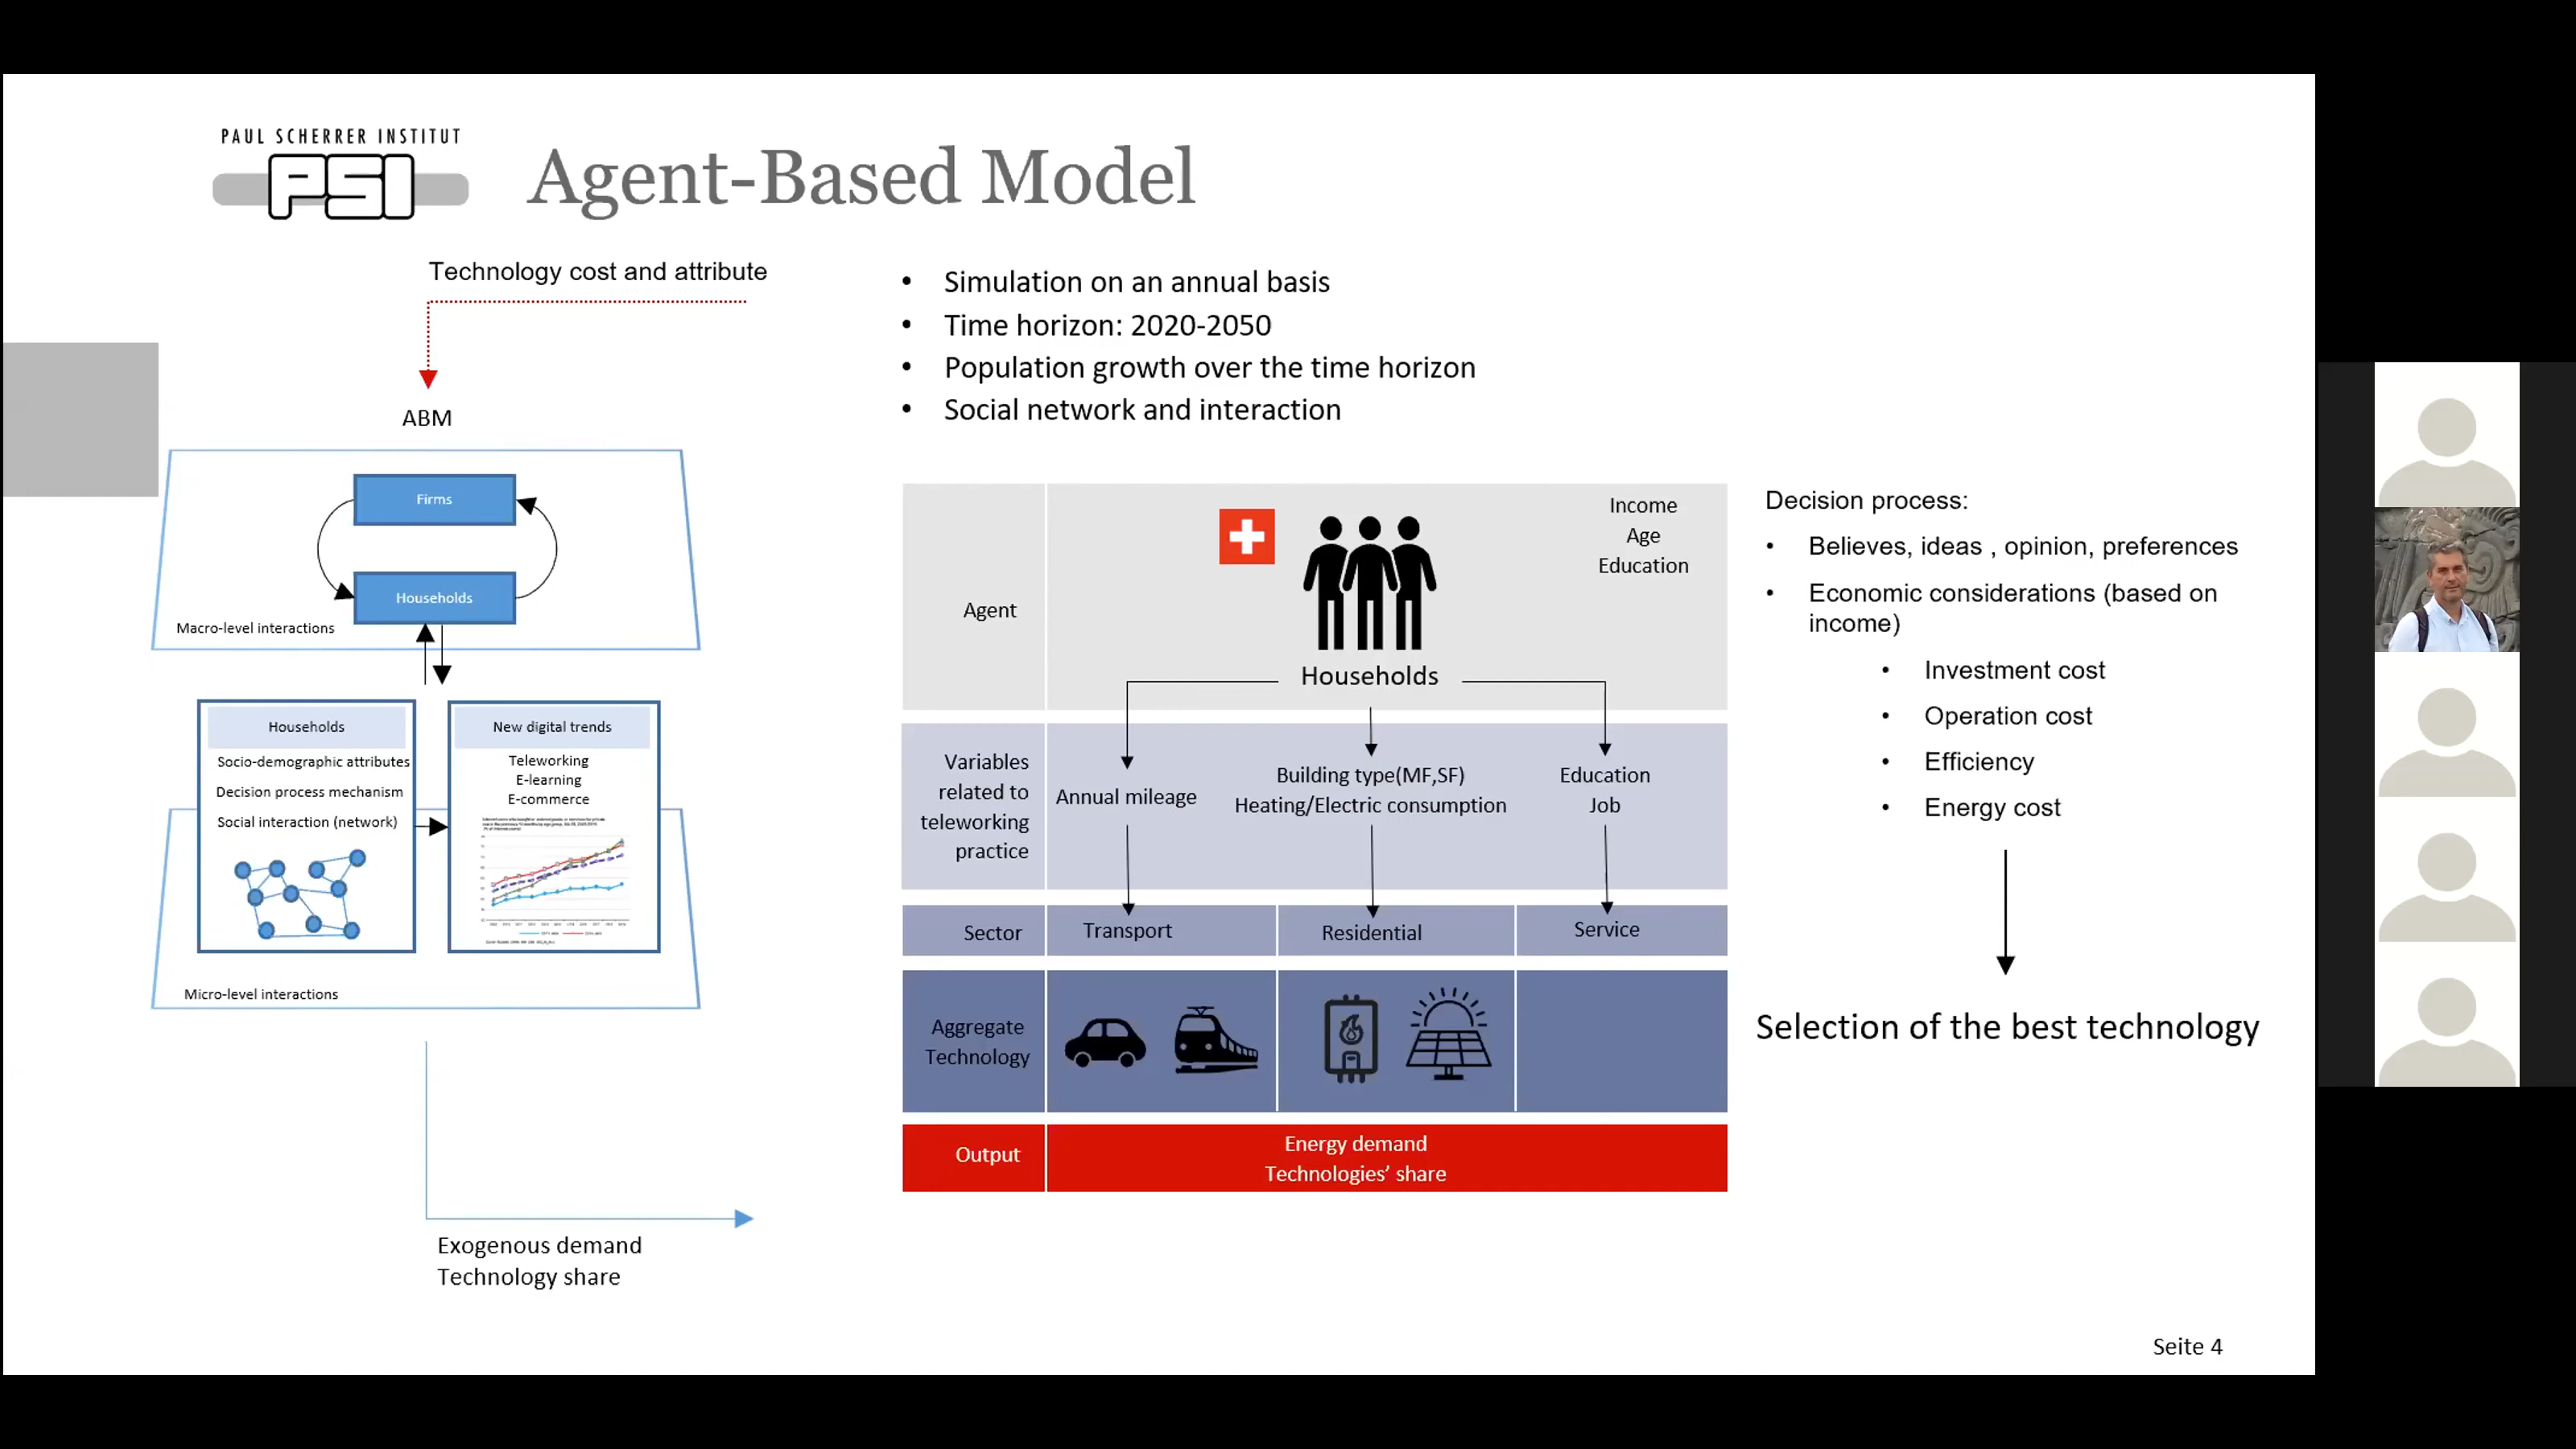 PAUL SCHERRER INSTITUT
PSI
Agent-Based Model
Technology cost and attribute
ABM
Firms
Households
Macro-level interactions
Households
Socio-demographic attributes
Decision process mechanism
Social interaction (network)
New digital trends
Teleworking
E-learning
E-commerce
Micro-level interactions
Exogenous demand
Technology share
• Simulation on an annual basis
• Time horizon: 2020-2050
• Population growth over the time horizon
• Social network and interaction
Agent
Income
Age
Education
Households
Variables
related to
teleworking
practice
Annual mileage
Building type(MF,SF)
Heating/Electric consumption
Education
Job
Sector
Transport
Residential
Service
Aggregate
Technology
Output
Energy demand
Technologies’ share
Decision process:
• Believes, ideas , opinion, preferences
• Economic considerations (based on
income)
• Investment cost
• Operation cost
• Efficiency
• Energy cost
Selection of the best technology
Seite 4